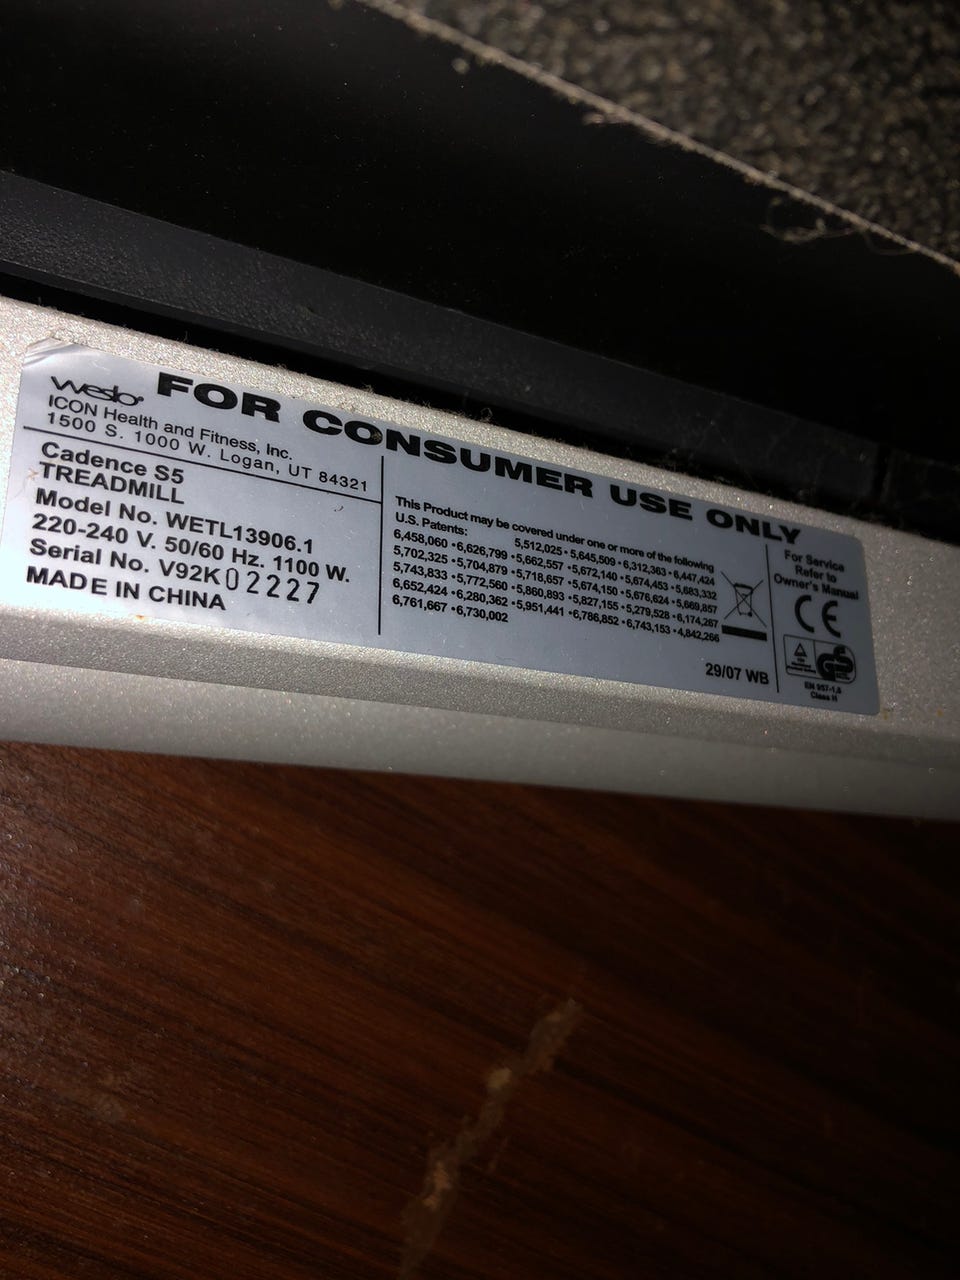 weslo
FOR CONSUMER USE ONLY
ICON Health and Fitness, Inc.
1500 S. 1000 W. Logan, UT 84321
Cadence S5
TREADMILL
Model No. WETL13906.1
220-240 V. 50/60 Hz. 1100 W.
Serial No. V92K02227
MADE IN CHINA
This Product may be covered under one or more of the following
U.S. Patents: 5,512,025 • 5,645,509 • 6,312,363 • 6,447,424
6,458,060 • 6,626,799 • 5,662,557 • 5,672,140 • 5,674,453 • 5,683,332
5,702,325 • 5,704,879 • 5,718,657 • 5,674,150 • 5,676,624 • 5,669,857
5,743,833 • 5,772,560 • 5,860,893 • 5,827,155 • 5,279,528 • 6,174,267
6,652,424 • 6,280,362 • 5,951,441 • 6,786,852 • 6,743,153 • 4,842,266
6,761,667 • 6,730,002
29/07 WB
For Service
Refer to
Owner's Manual
CE
GS
EN 957-1,6
Class H